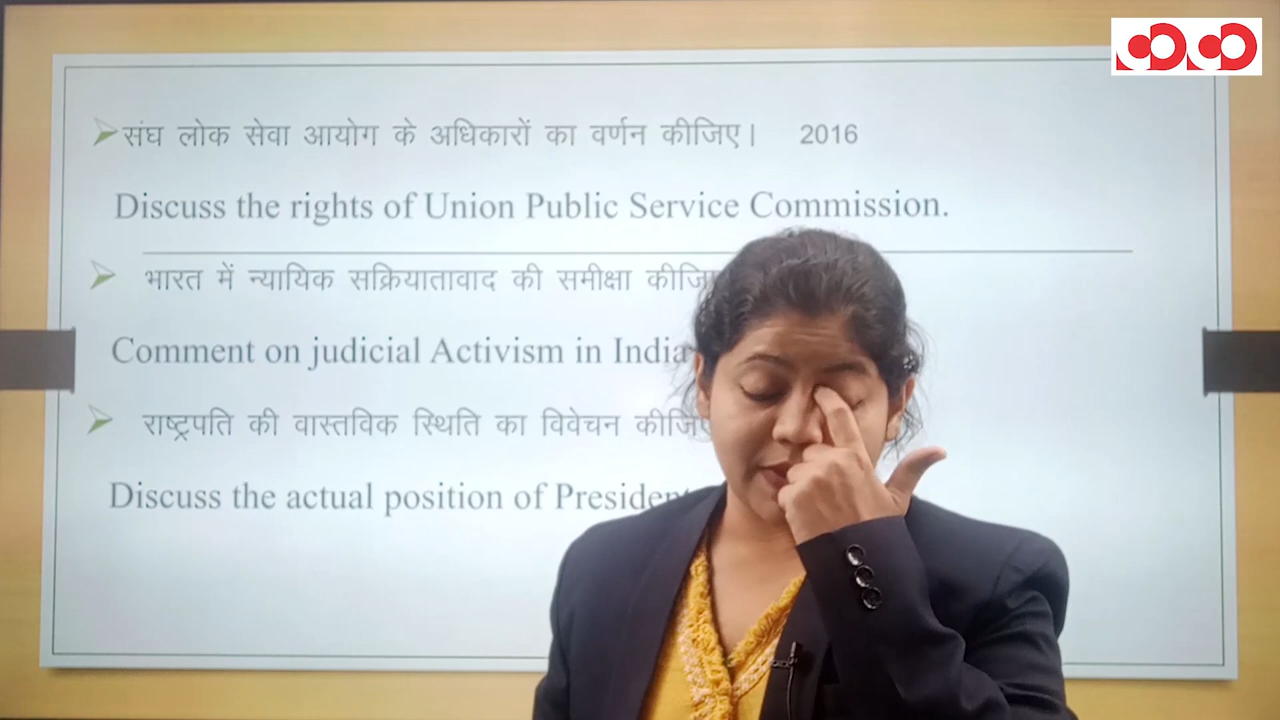 संघ लोक सेवा आयोग के अधिकारों का वर्णन कीजिए। 2016
Discuss the rights of Union Public Service Commission.
भारत में न्यायिक सक्रियातावाद की समीक्षा
Comment on judicial Activism in India
राष्ट्रपति की वास्तविक स्थिति का विवेचन
Discuss the actual position of